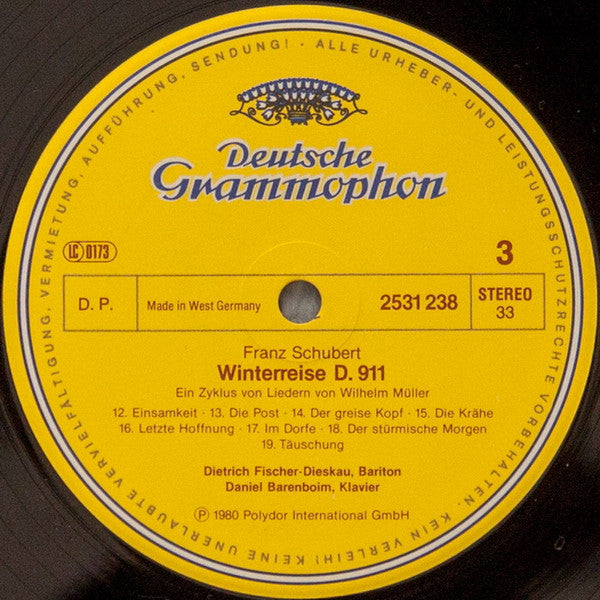 ALLE URHEBER- UND LEISTUNGSSCHUTZRECHTE VORBEHALTEN. KEIN VERLEIH! KEINE UNERLAUBTE VERVIELFÄLTIGUNG, VERMIETUNG, AUFFÜHRUNG, SENDUNG! ·
Deutsche
Grammophon
LC 0173
3
D. P.
Made in West Germany
2531 238
STEREO
33
Franz Schubert
Winterreise D. 911
Ein Zyklus von Liedern von Wilhelm Müller
12. Einsamkeit · 13. Die Post · 14. Der greise Kopf · 15. Die Krähe
16. Letzte Hoffnung · 17. Im Dorfe · 18. Der stürmische Morgen
19. Täuschung
Dietrich Fischer-Dieskau, Bariton
Daniel Barenboim, Klavier
Ⓟ 1980 Polydor International GmbH